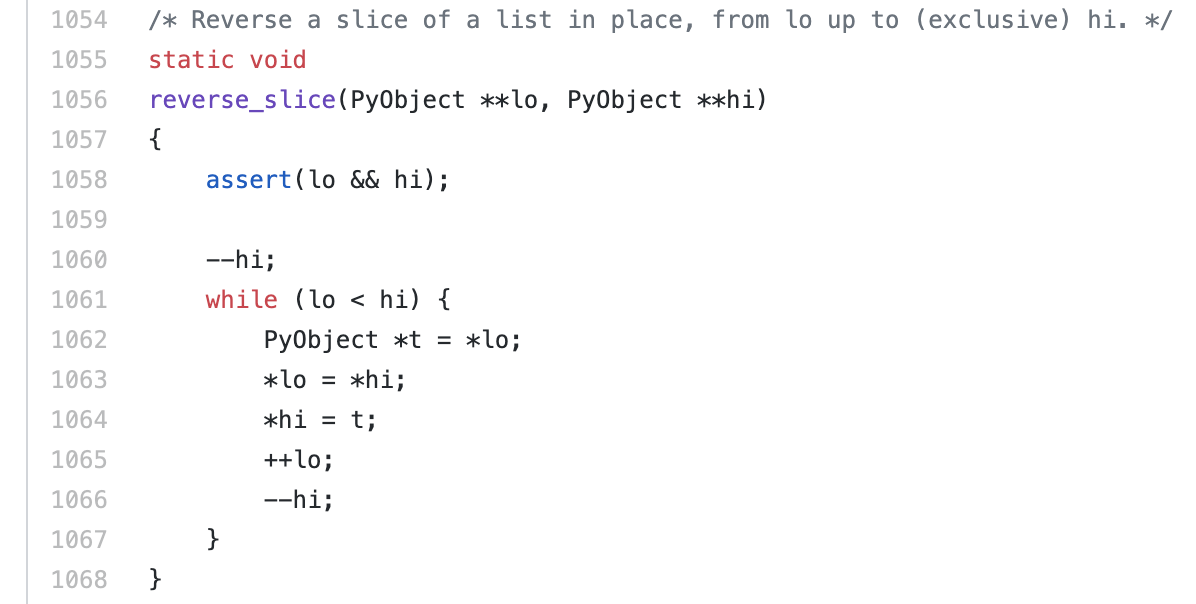 1054 /* Reverse a slice of a list in place, from lo up to (exclusive) hi. */
1055 static void
1056 reverse_slice(PyObject **lo, PyObject **hi)
1057 {
1058     assert(lo && hi);
1059
1060     --hi;
1061     while (lo < hi) {
1062         PyObject *t = *lo;
1063         *lo = *hi;
1064         *hi = t;
1065         ++lo;
1066         --hi;
1067     }
1068 }